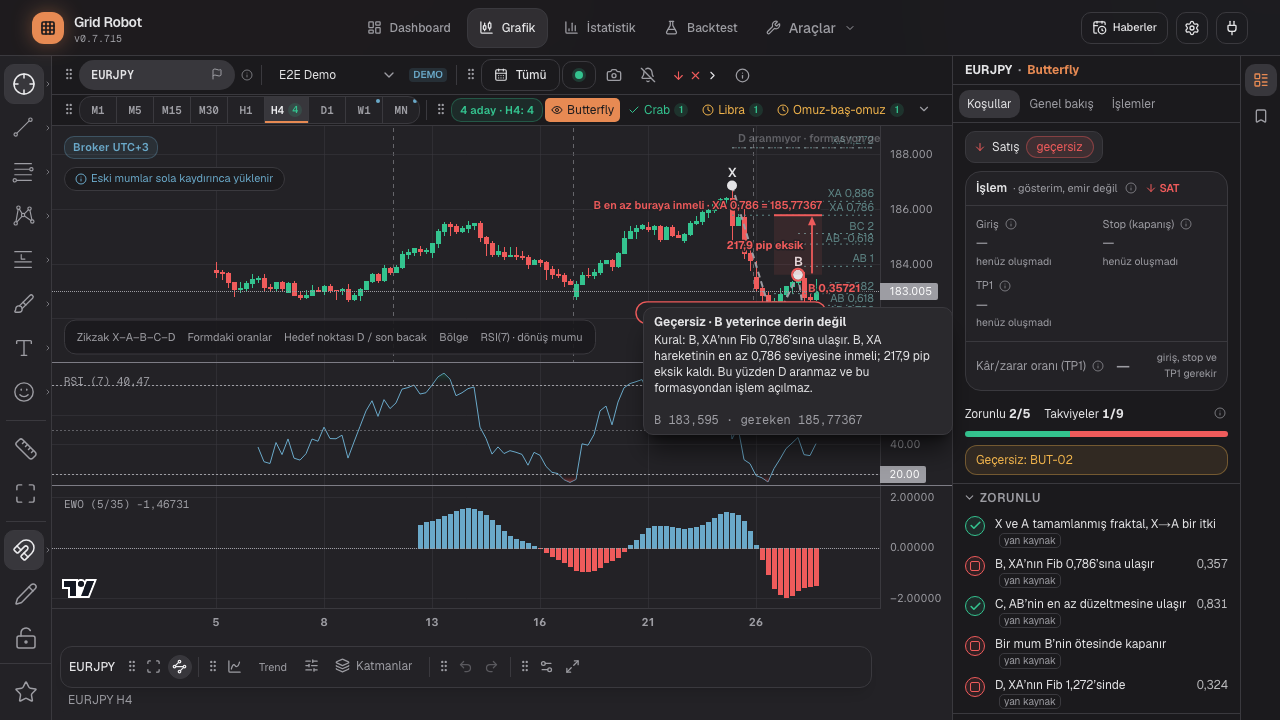 Grid Robot
v0.7.715
Dashboard
Grafik
İstatistik
Backtest
Araçlar
Haberler
EURJPY
E2E Demo
DEMO
Tümü
M1
M5
M15
M30
H1
H4 4
D1
W1
MN
4 aday · H4: 4
Butterfly
Crab 1
Libra 1
Omuz-baş-omuz 1
Broker UTC+3
Eski mumlar sola kaydırınca yüklenir
D aranmıyor · formasyon ge
188.000
186.000
184.000
183.005
X
XA 0,886
B en az buraya inmeli · XA 0,786 = 185,77367
XA 0,786
BC 2
AB 0,618
217,9 pip eksik
AB 1
B
B 0,35721
AB 0,618
Zikzak X–A–B–C–D
Formdaki oranlar
Hedef noktası D / son bacak
Bölge
RSI(7) · dönüş mumu
Geçersiz · B yeterince derin değil
Kural: B, XA’nın Fib 0,786’sına ulaşır. B, XA
hareketinin en az 0,786 seviyesine inmeli; 217,9 pip
eksik kaldı. Bu yüzden D aranmaz ve bu
formasyondan işlem açılmaz.
B 183,595 · gereken 185,77367
RSI (7) 40,47
40.00
20.00
EWO (5/35) -1,46731
2.00000
0.00000
−2.00000
5
8
13
16
21
26
EURJPY
Trend
Katmanlar
EURJPY H4
EURJPY · Butterfly
Koşullar
Genel bakış
İşlemler
Satış
geçersiz
İşlem · gösterim, emir değil
SAT
Giriş
Stop (kapanış)
—
—
henüz oluşmadı
henüz oluşmadı
TP1
—
henüz oluşmadı
Kâr/zarar oranı (TP1)
—
giriş, stop ve
TP1 gerekir
Zorunlu 2/5
Takviyeler 1/9
Geçersiz: BUT-02
ZORUNLU
X ve A tamamlanmış fraktal, X→A bir itki
yan kaynak
B, XA’nın Fib 0,786’sına ulaşır 0,357
yan kaynak
C, AB’nin en az düzeltmesine ulaşır 0,831
yan kaynak
Bir mum B’nin ötesinde kapanır
yan kaynak
D, XA’nın Fib 1,272’sinde 0,324
yan kaynak